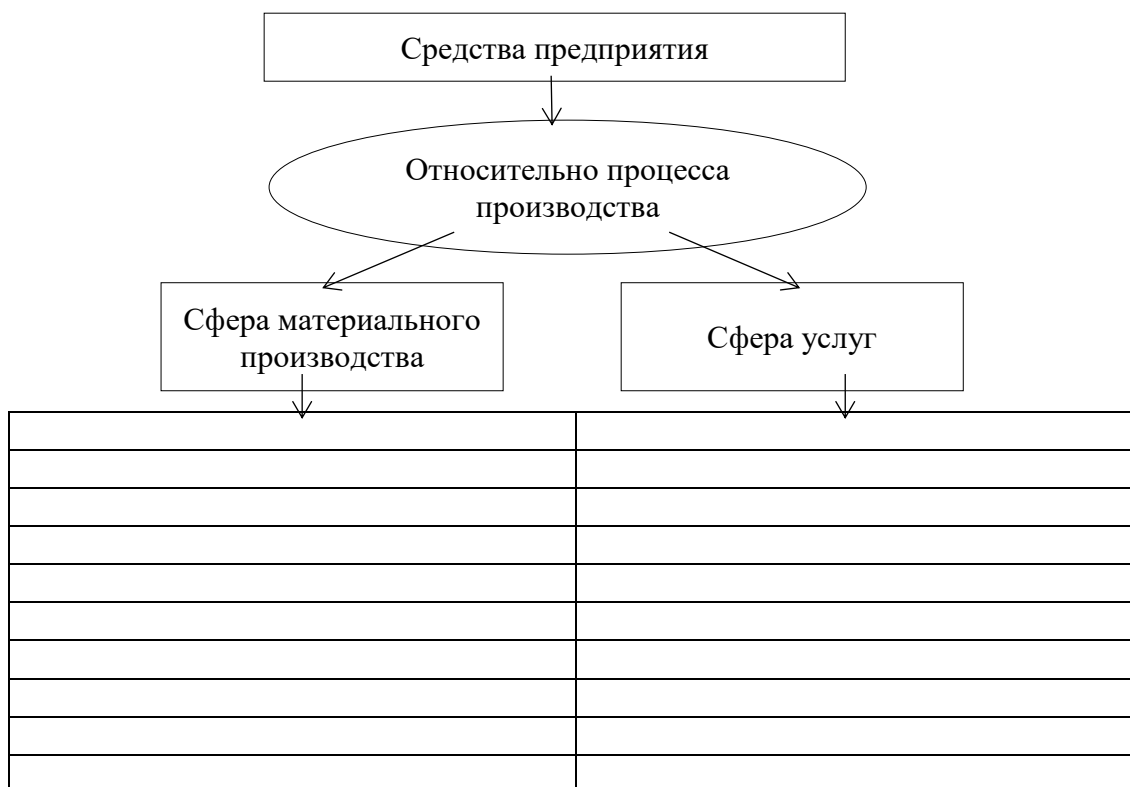 Средства предприятия
Относительно процесса
производства
Сфера материального
производства
Сфера услуг